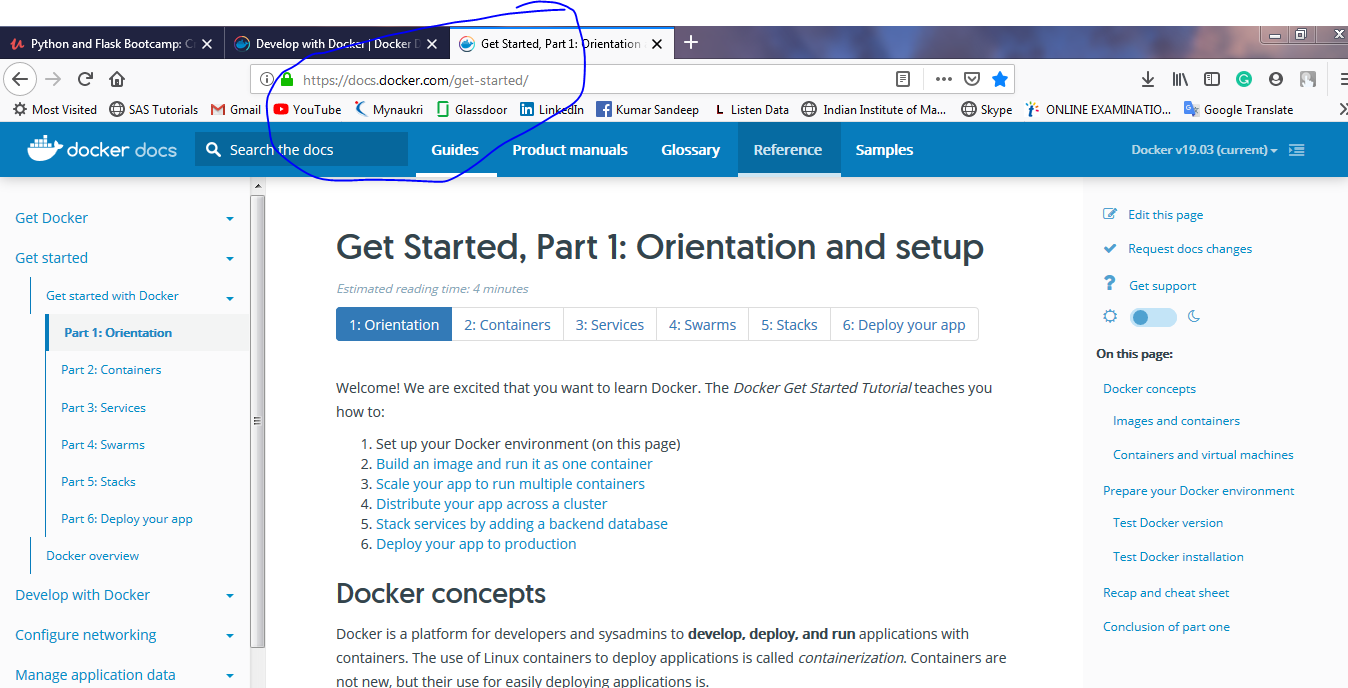 Python and Flask Bootcamp: C
Develop with Docker | Docker D
Get Started, Part 1: Orientation
https://docs.docker.com/get-started/
Most Visited
SAS Tutorials
Gmail
YouTube
Mynaukri
Glassdoor
LinkedIn
Kumar Sandeep
Listen Data
Indian Institute of Ma...
Skype
ONLINE EXAMINATIO...
Google Translate
docker docs
Search the docs
Guides
Product manuals
Glossary
Reference
Samples
Docker v19.03 (current)
Get Docker
Get started
Get started with Docker
Part 1: Orientation
Part 2: Containers
Part 3: Services
Part 4: Swarms
Part 5: Stacks
Part 6: Deploy your app
Docker overview
Develop with Docker
Configure networking
Manage application data
Get Started, Part 1: Orientation and setup
Estimated reading time: 4 minutes
1: Orientation
2: Containers
3: Services
4: Swarms
5: Stacks
6: Deploy your app
Welcome! We are excited that you want to learn Docker. The Docker Get Started Tutorial teaches you
how to:
1. Set up your Docker environment (on this page)
2. Build an image and run it as one container
3. Scale your app to run multiple containers
4. Distribute your app across a cluster
5. Stack services by adding a backend database
6. Deploy your app to production
Docker concepts
Docker is a platform for developers and sysadmins to develop, deploy, and run applications with
containers. The use of Linux containers to deploy applications is called containerization. Containers are
not new, but their use for easily deploying applications is.
Edit this page
Request docs changes
Get support
On this page:
Docker concepts
Images and containers
Containers and virtual machines
Prepare your Docker environment
Test Docker version
Test Docker installation
Recap and cheat sheet
Conclusion of part one